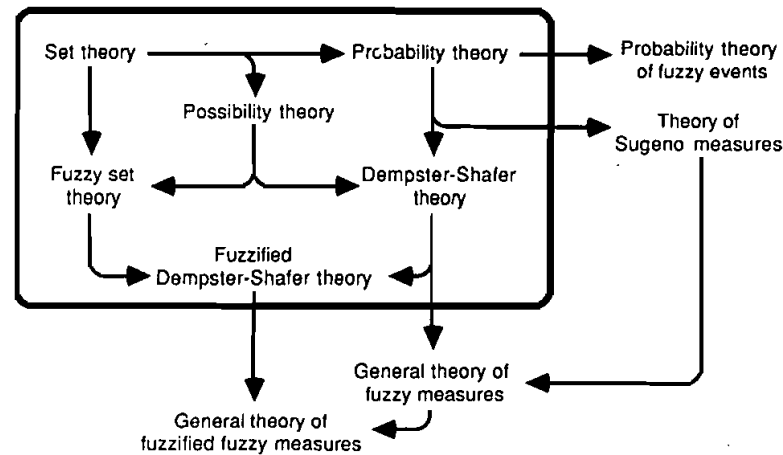 Set theory
Probability theory
Probability theory
of fuzzy events
Possibility theory
Theory of
Sugeno measures
Fuzzy set
theory
Dempster-Shafer
theory
Fuzzified
Dempster-Shafer theory
General theory of
fuzzy measures
General theory of
fuzzified fuzzy measures